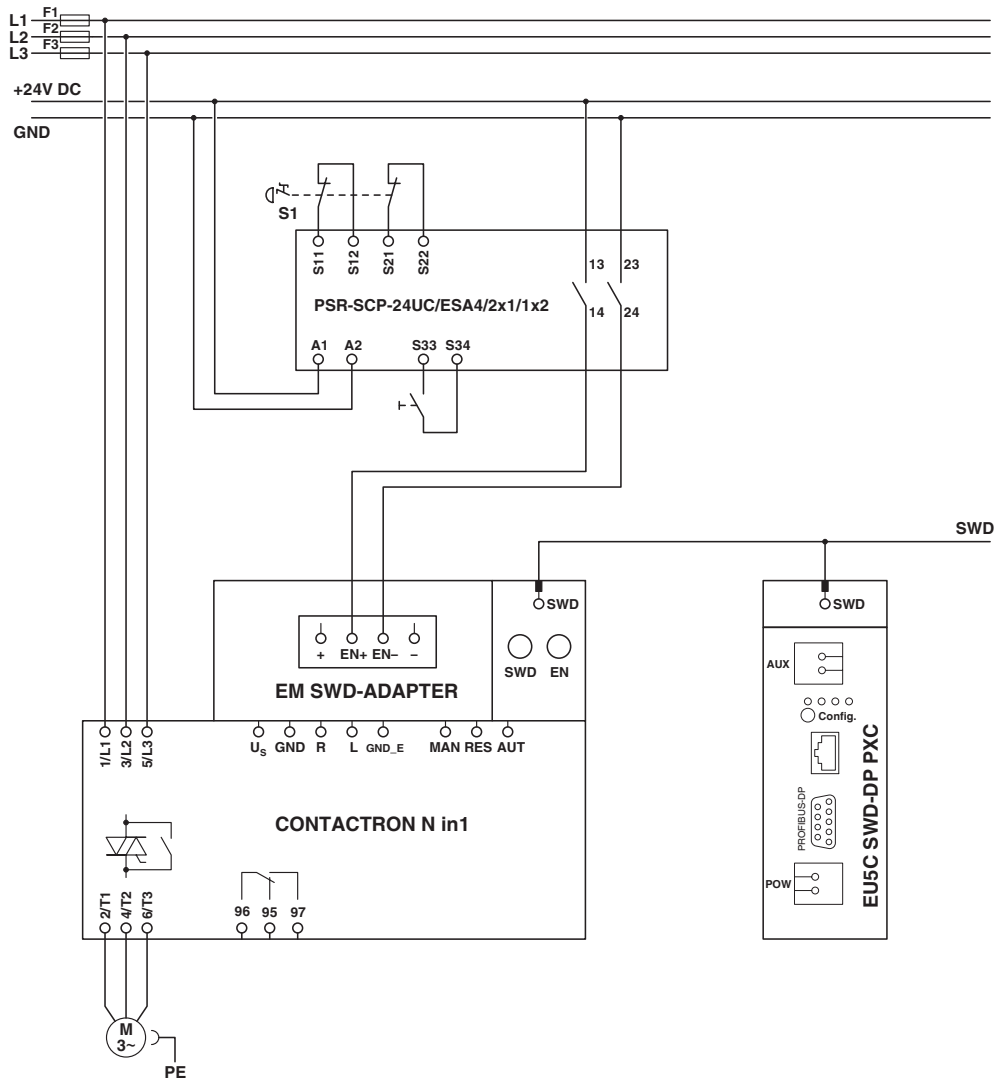 L1 F1
L2 F2
L3 F3
+24V DC
GND
S1
S11 S12 S21 S22
13 23
PSR-SCP-24UC/ESA4/2x1/1x2
14 24
A1 A2 S33 S34
SWD
SWD
SWD
+ EN+ EN– –
SWD EN
AUX
EM SWD-ADAPTER
Config.
1/L1 3/L2 5/L3
US GND R L GND_E MAN RES AUT
CONTACTRON N in1
PROFIBUS-DP
EU5C SWD-DP PXC
POW
2/T1 4/T2 6/T3
96 95 97
M
3~
PE